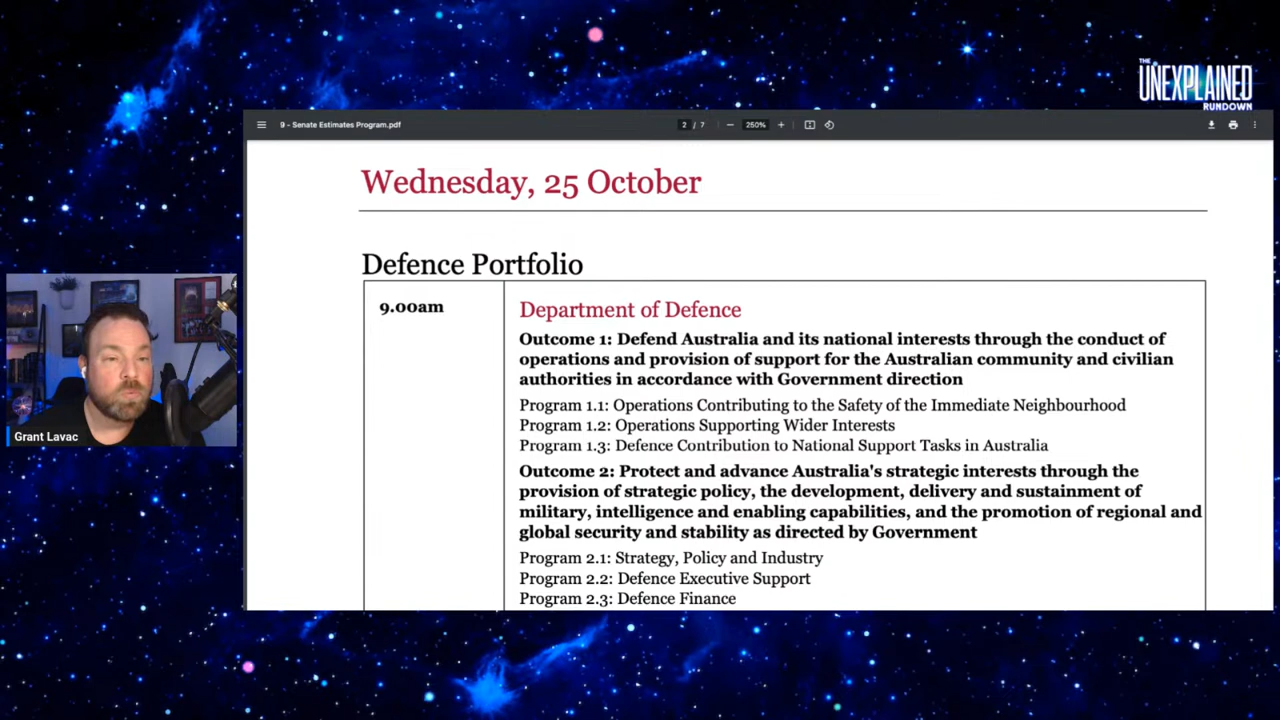 THE
UNEXPLAINED
RUNDOWN
9 - Senate Estimates Program.pdf
2 / 7
250%
Wednesday, 25 October
Defence Portfolio
9.00am
Department of Defence
Outcome 1: Defend Australia and its national interests through the conduct of
operations and provision of support for the Australian community and civilian
authorities in accordance with Government direction
Program 1.1: Operations Contributing to the Safety of the Immediate Neighbourhood
Program 1.2: Operations Supporting Wider Interests
Program 1.3: Defence Contribution to National Support Tasks in Australia
Outcome 2: Protect and advance Australia's strategic interests through the
provision of strategic policy, the development, delivery and sustainment of
military, intelligence and enabling capabilities, and the promotion of regional and
global security and stability as directed by Government
Program 2.1: Strategy, Policy and Industry
Program 2.2: Defence Executive Support
Program 2.3: Defence Finance
Grant Lavac